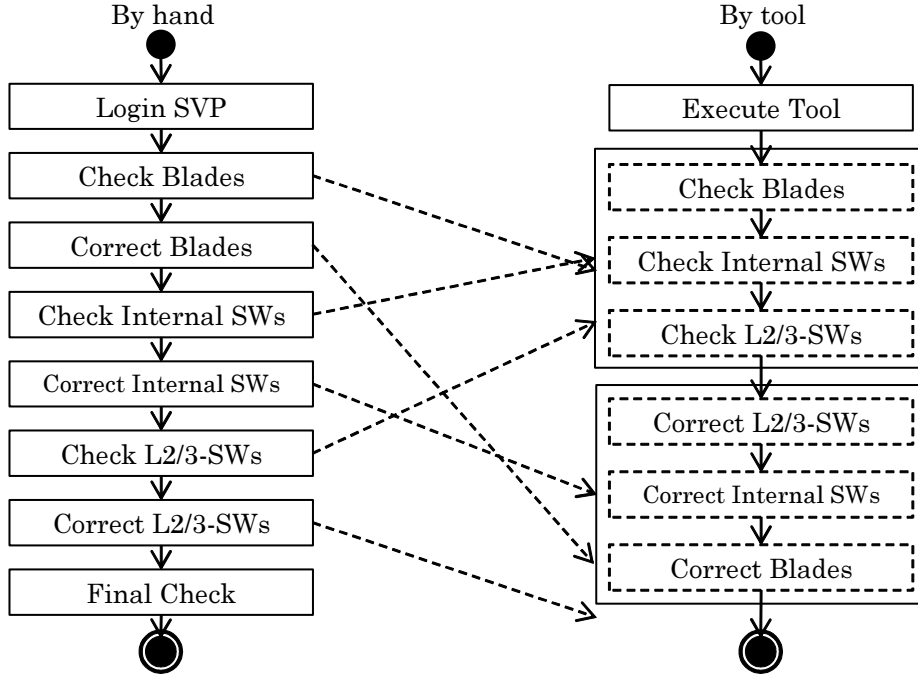 By hand
Login SVP
Check Blades
Correct Blades
Check Internal SWs
Correct Internal SWs
Check L2/3-SWs
Correct L2/3-SWs
Final Check
By tool
Execute Tool
Check Blades
Check Internal SWs
Check L2/3-SWs
Correct L2/3-SWs
Correct Internal SWs
Correct Blades